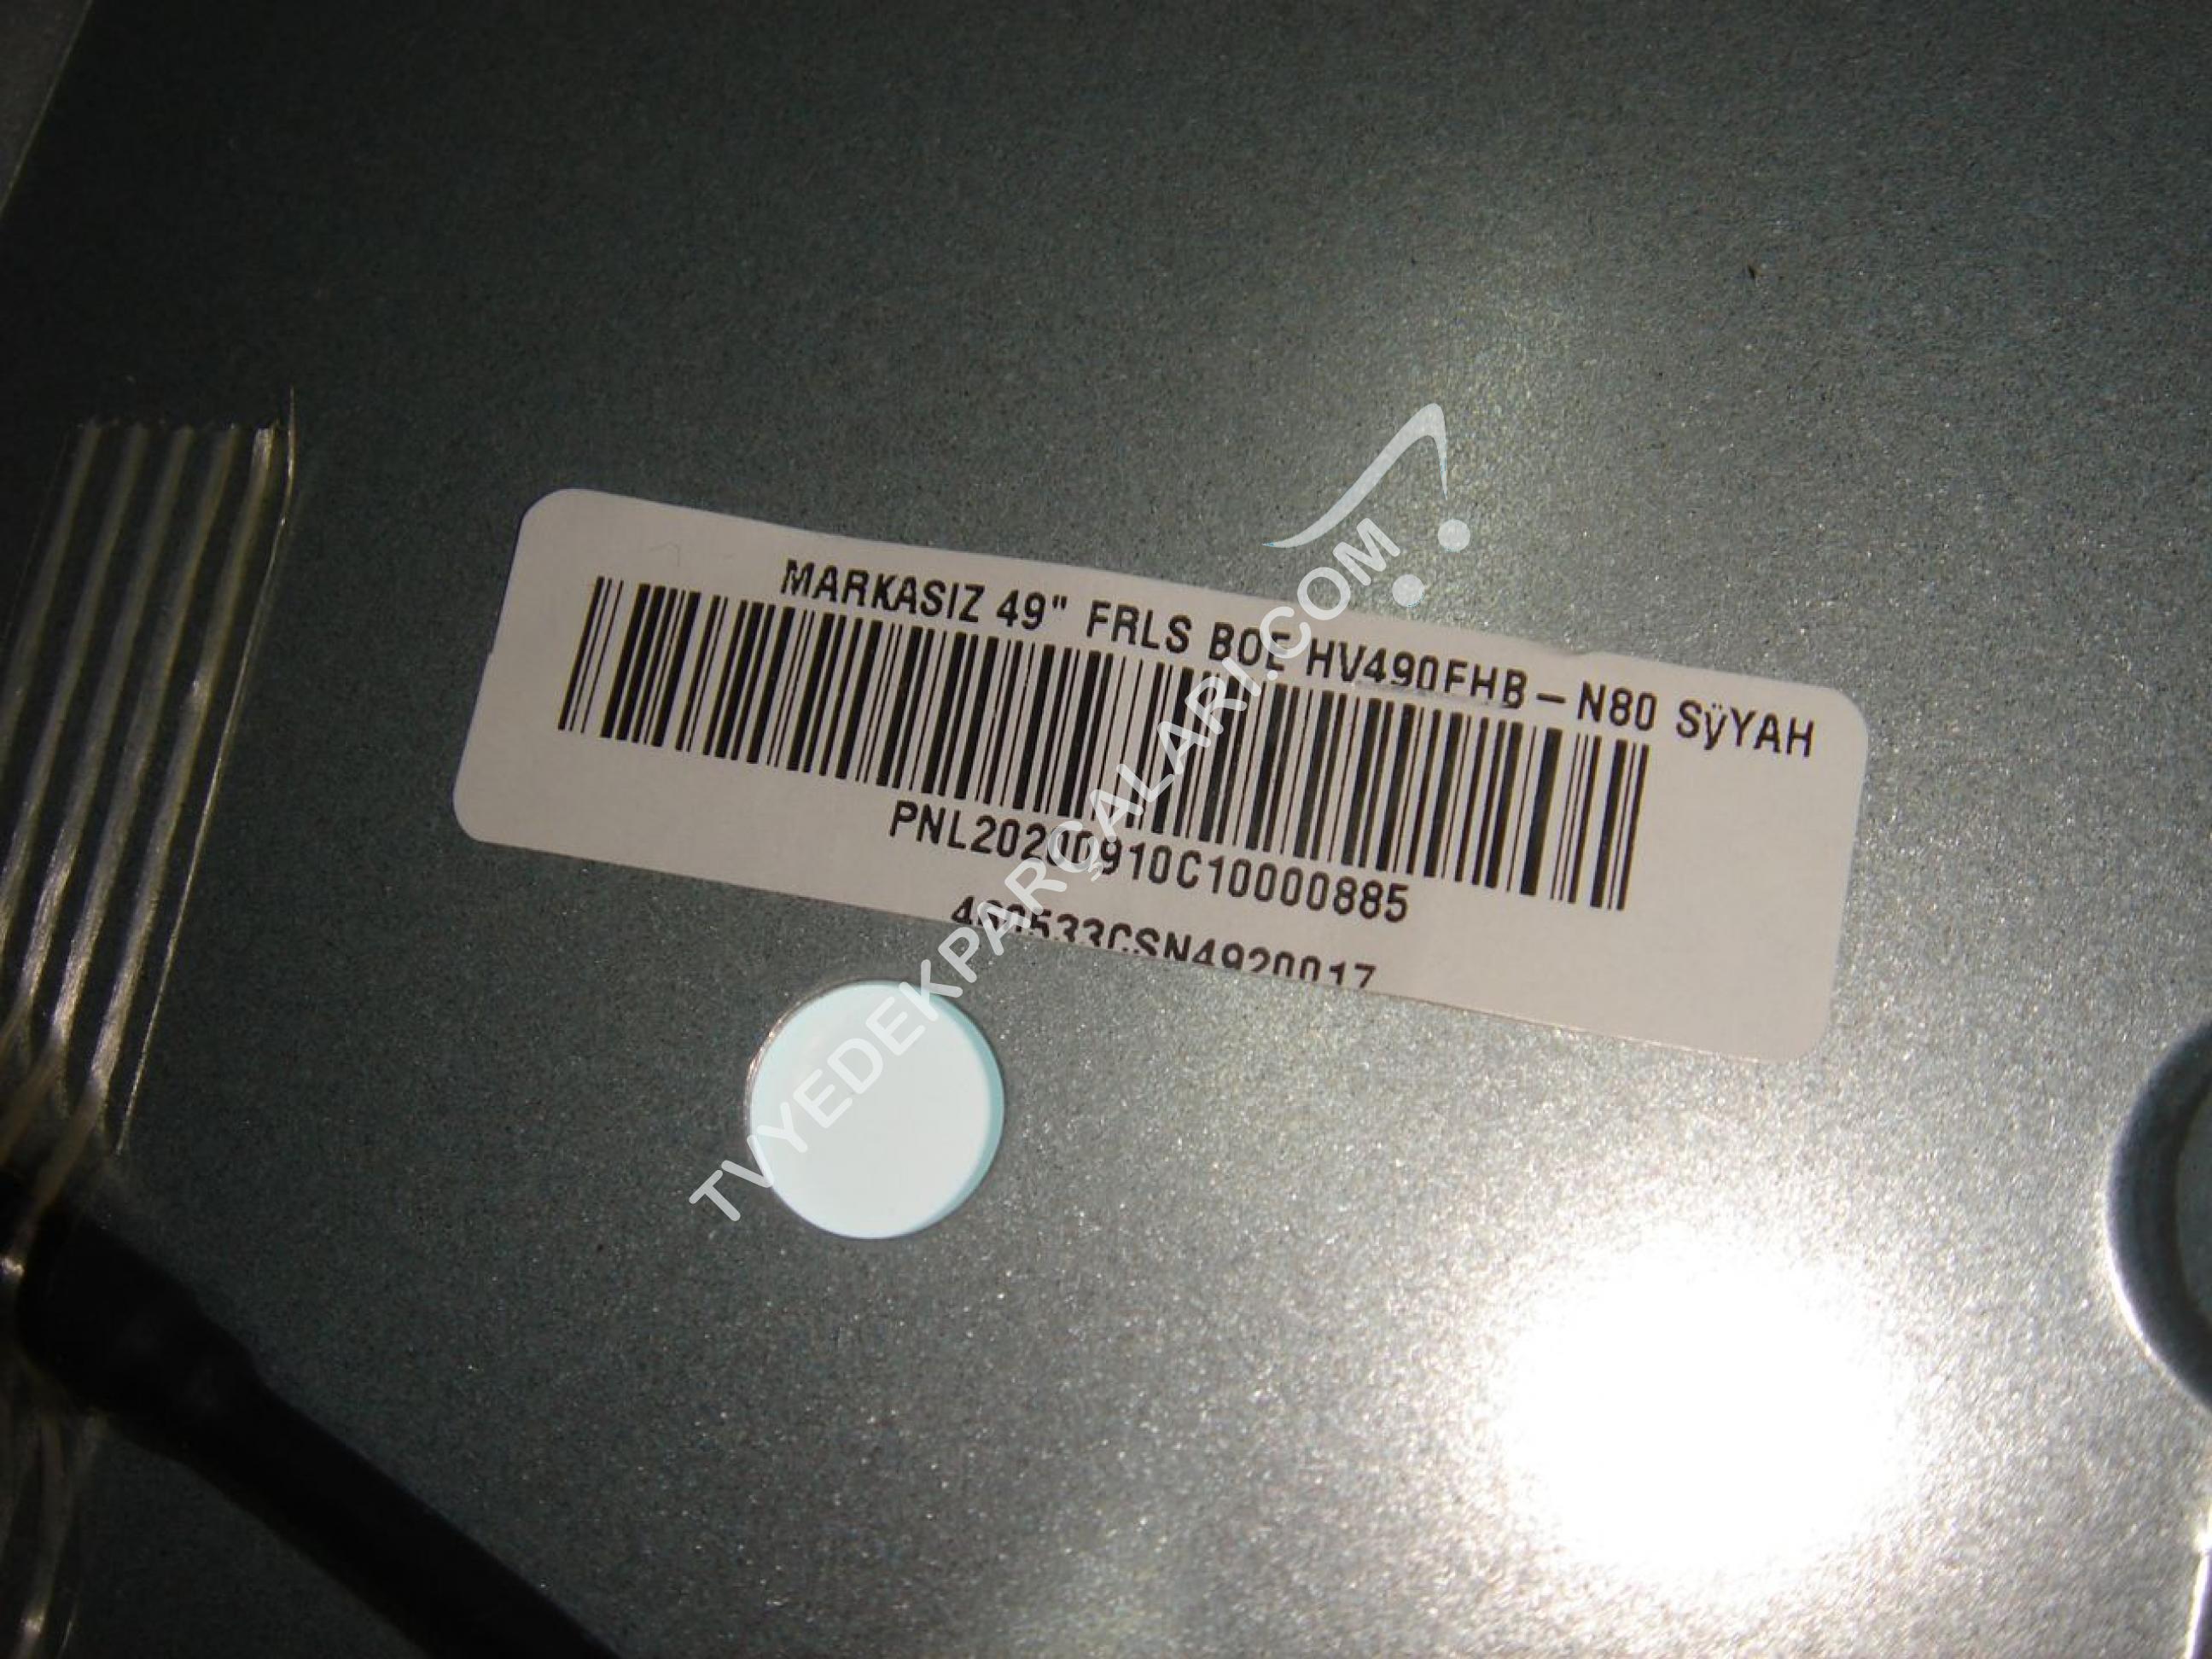 MARKASIZ 49" FRLS BOE HV490FHB-N80 SÿYAH
PNL20200910C10000885
TVYEDEKPARÇALARI.COM